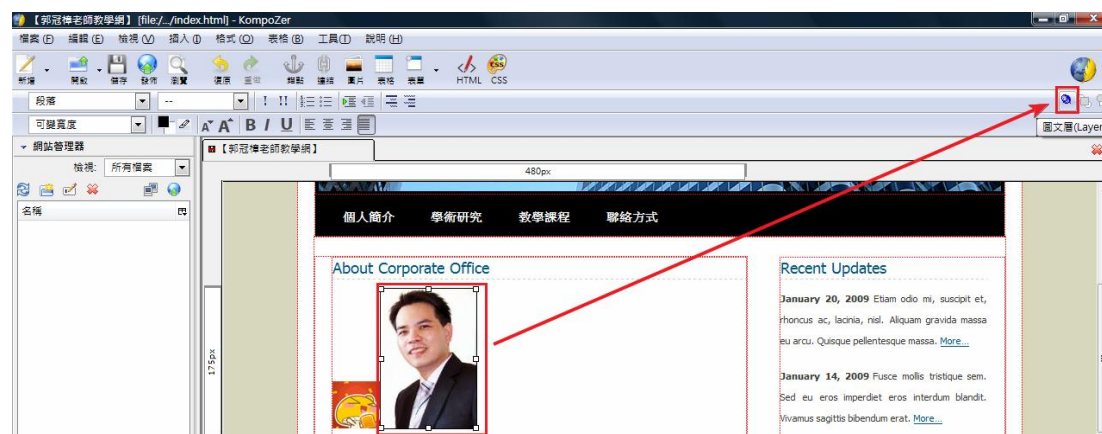 【郭冠樟老師教學網】 [file:/.../index.html] - KompoZer
檔案(F) 編輯(E) 檢視(V) 插入(I) 格式(O) 表格(B) 工具(T) 說明(H)
新增 開啟 儲存 發佈 瀏覽 復原 重做 錨點 連結 圖片 表格 表單 HTML CSS
段落 --
可變寬度
圖文層(Layer
網站管理器
【郭冠樟老師教學網】
檢視: 所有檔案
480px
名稱
個人簡介 學術研究 教學課程 聯絡方式
About Corporate Office
175px
Recent Updates
January 20, 2009 Etiam odio mi, suscipit et,
rhoncus ac, lacinia, nisl. Aliquam gravida massa
eu arcu. Quisque pellentesque massa. More...
January 14, 2009 Fusce mollis tristique sem.
Sed eu eros imperdiet eros interdum blandit.
Vivamus sagittis bibendum erat. More...